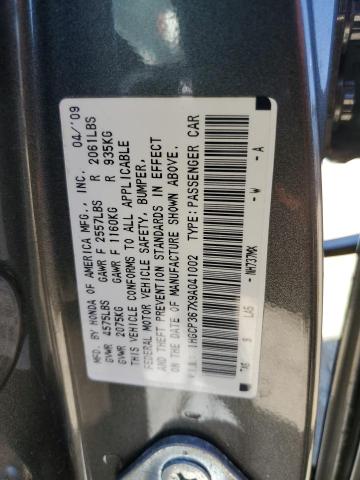 MFD. BY HONDA OF AMERICA MFG., INC. 04/'09
GVWR 4575LBS GAWR F 2557LBS R 2061LBS
GVWR 2075KG GAWR F 1160KG R 935KG
THIS VEHICLE CONFORMS TO ALL APPLICABLE
FEDERAL MOTOR VEHICLE SAFETY, BUMPER,
AND THEFT PREVENTION STANDARDS IN EFFECT
ON THE DATE OF MANUFACTURE SHOWN ABOVE.
V.I.N. 1HGCP367X9A041002 TYPE: PASSENGER CAR
NH737MX - W - A